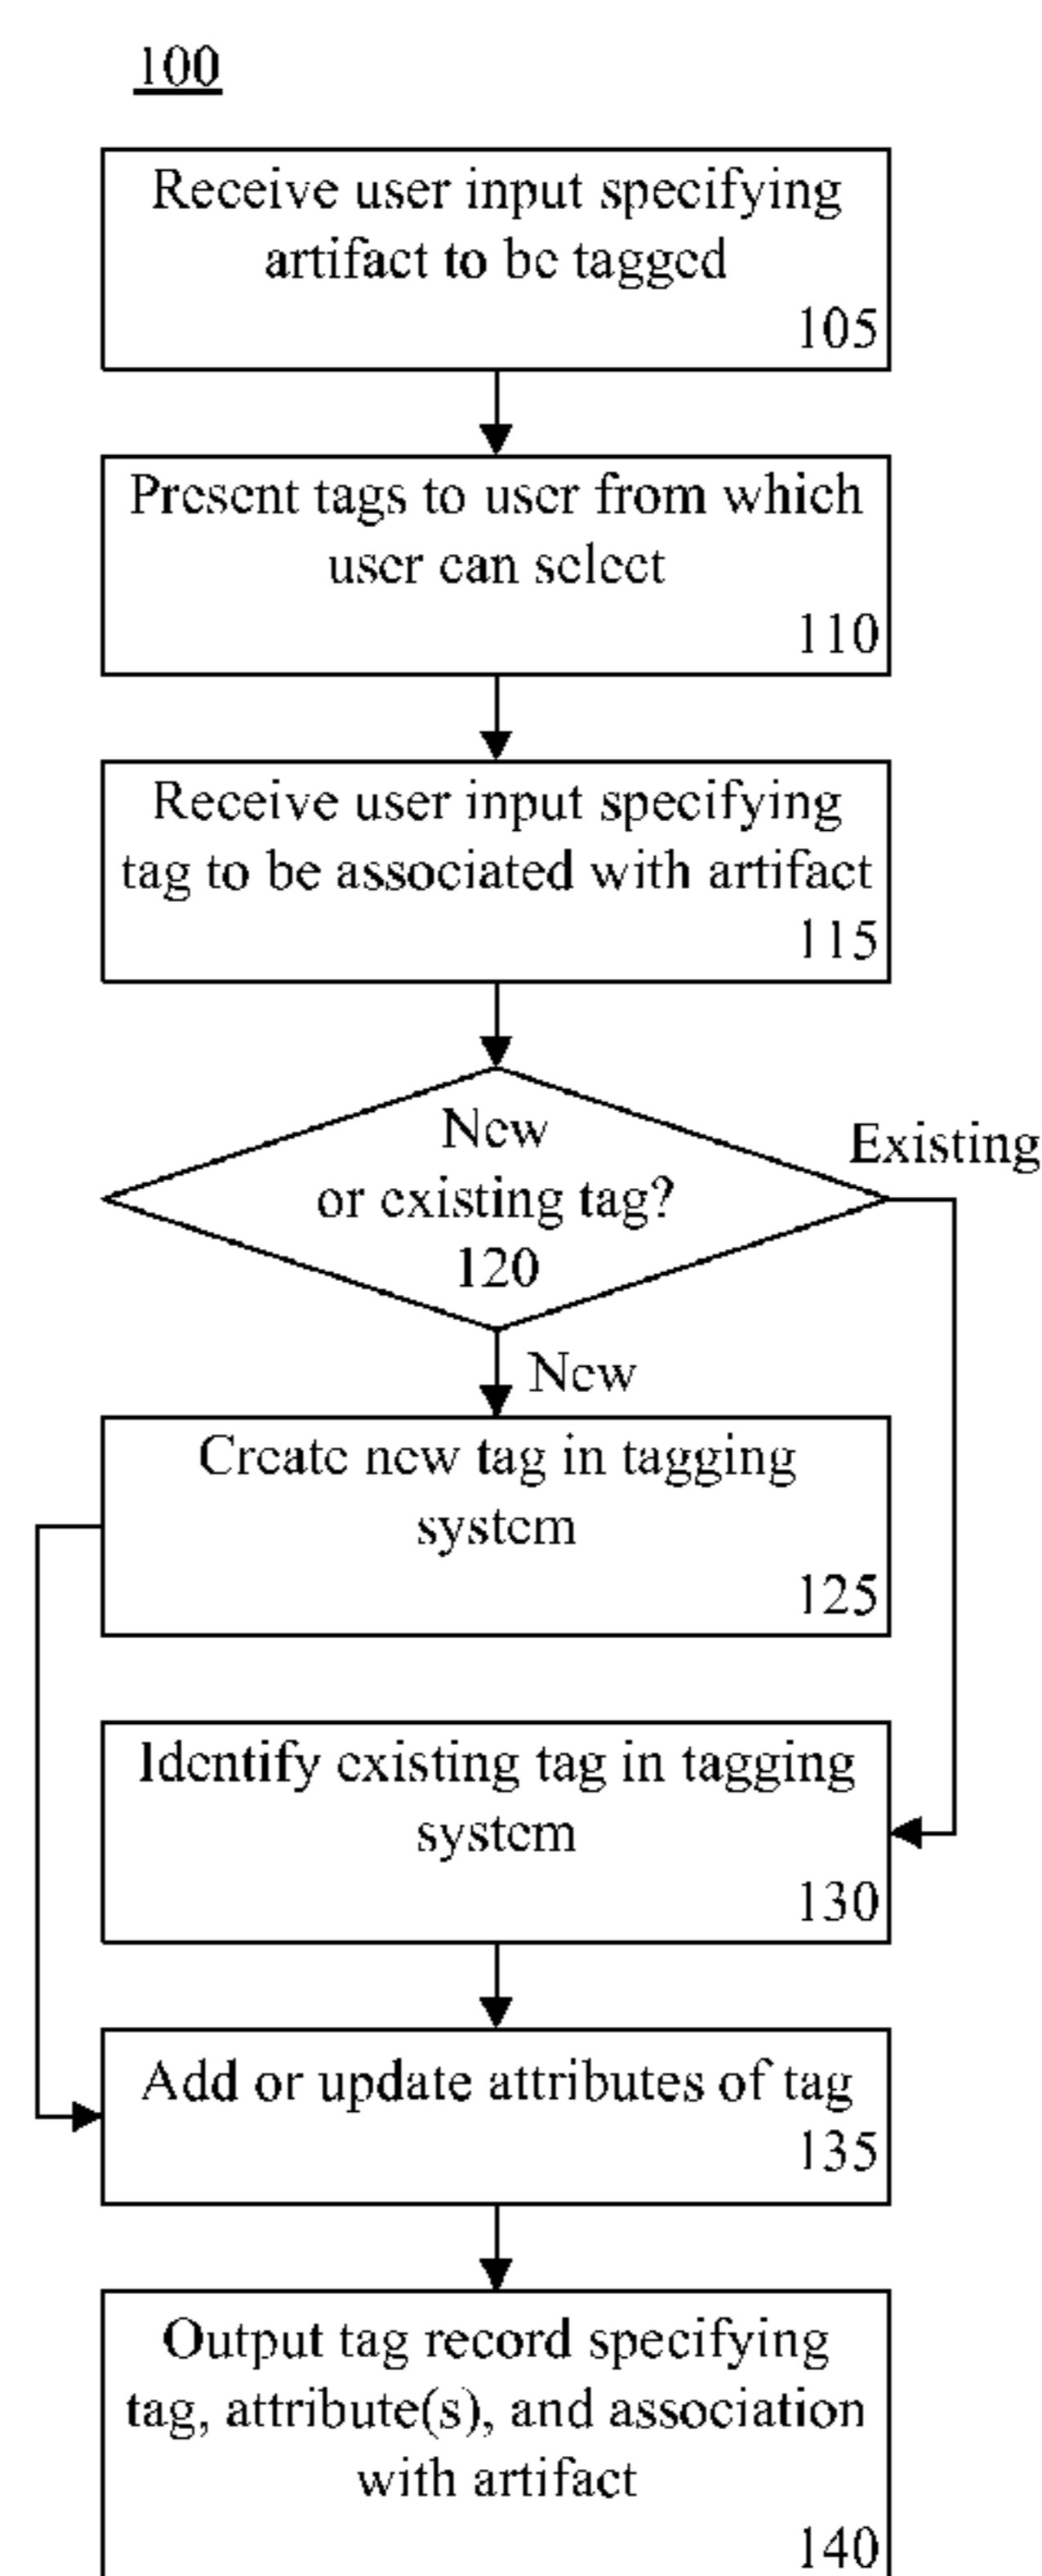 100
Receive user input specifying
artifact to be tagged
105
Present tags to user from which
user can select
110
Receive user input specifying
tag to be associated with artifact
115
New
or existing tag?
120
Existing
New
Create new tag in tagging
system
125
Identify existing tag in tagging
system
130
Add or update attributes of tag
135
Output tag record specifying
tag, attribute(s), and association
with artifact
140